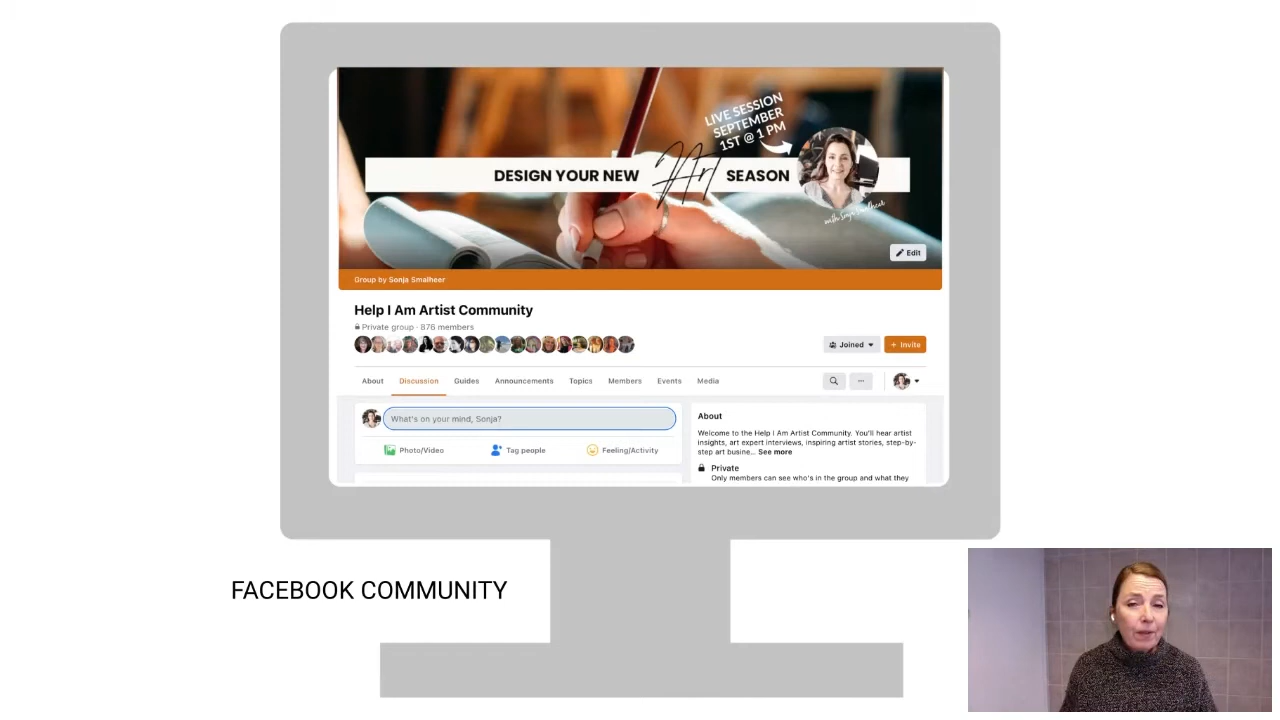 LIVE SESSION
SEPTEMBER
1ST @ 1 PM
DESIGN YOUR NEW Art SEASON
with Sonja Smalheer
Edit
Group by Sonja Smalheer
Help I Am Artist Community
Private group · 876 members
Joined
+ Invite
About Discussion Guides Announcements Topics Members Events Media
What's on your mind, Sonja?
Photo/Video Tag people Feeling/Activity
About
Welcome to the Help I Am Artist Community. You'll hear artist
insights, art expert interviews, inspiring artist stories, step-by-
step art busine... See more
Private
Only members can see who's in the group and what they
FACEBOOK COMMUNITY